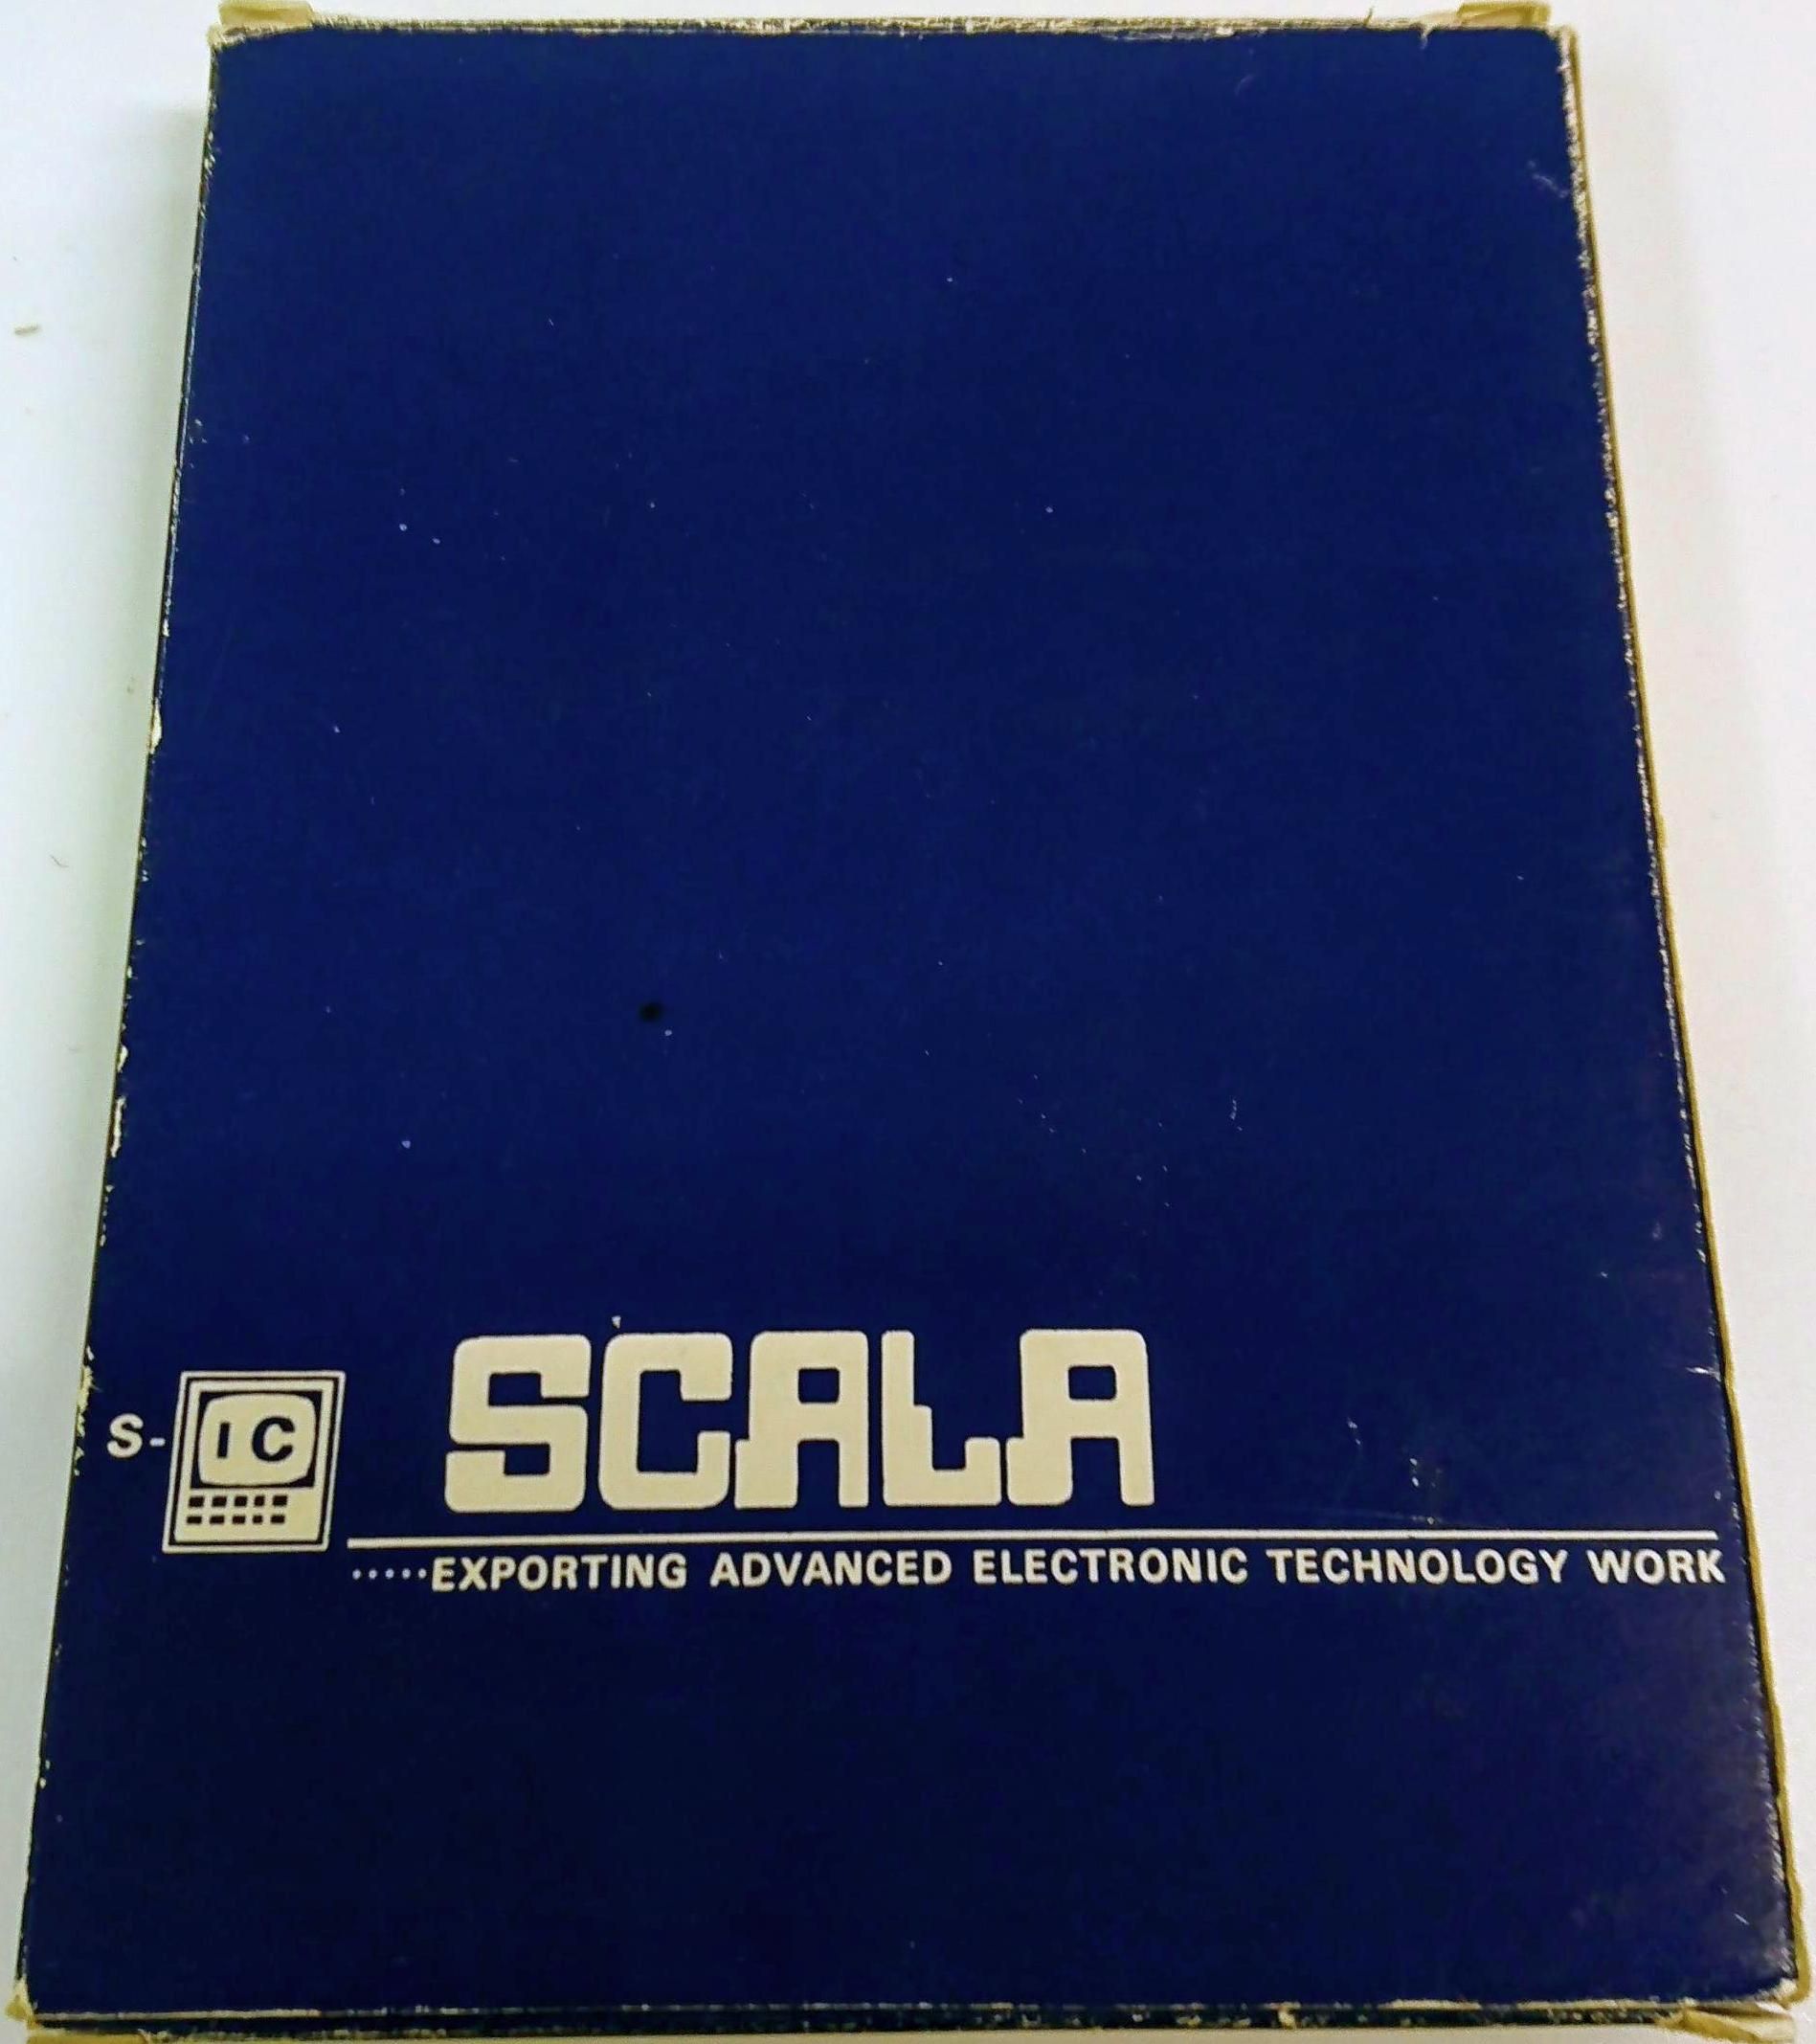 SCALA
S- IC
.....EXPORTING ADVANCED ELECTRONIC TECHNOLOGY WORK